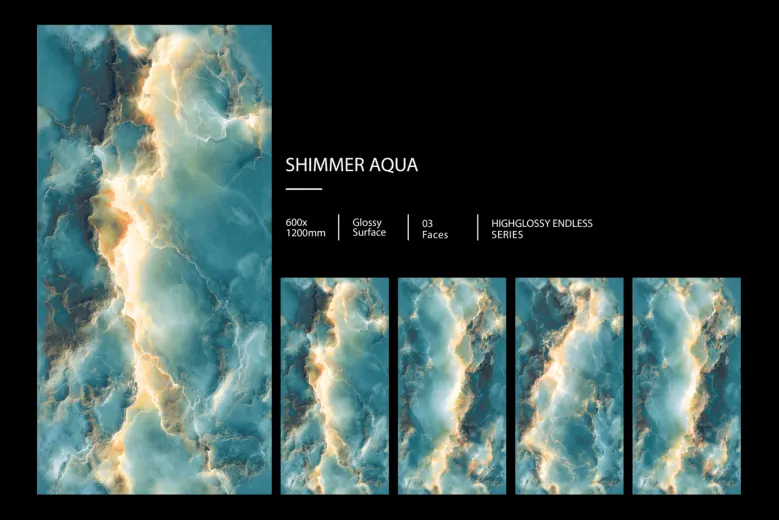 SHIMMER AQUA
600x
1200mm
Glossy
Surface
03
Faces
HIGHGLOSSY ENDLESS
SERIES